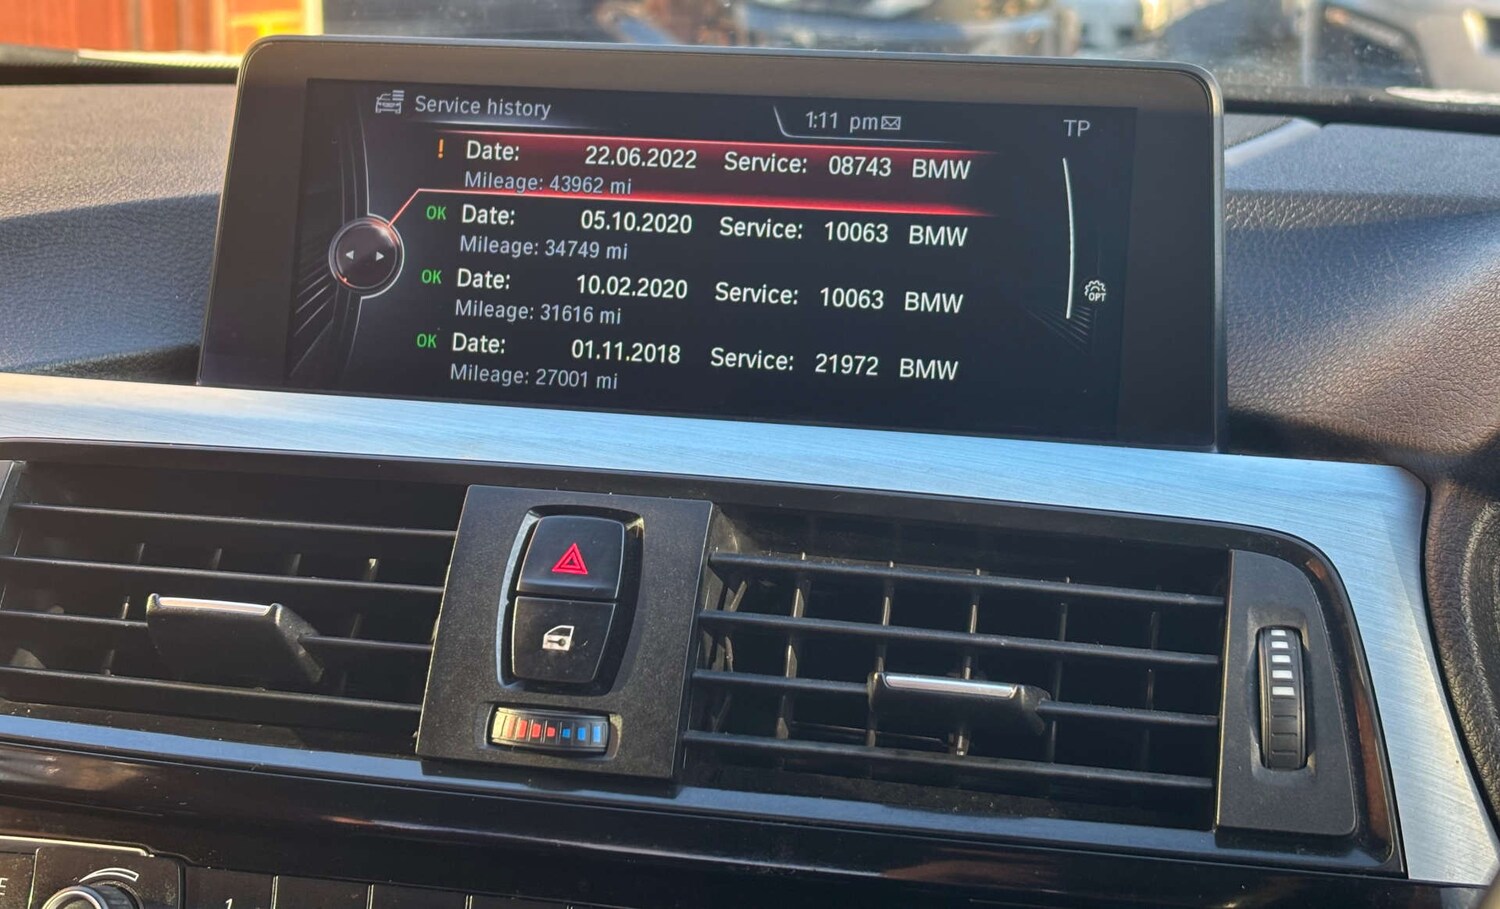 Service history
1:11 pm
TP
! Date: 22.06.2022 Service: 08743 BMW
Mileage: 43962 mi
OK Date: 05.10.2020 Service: 10063 BMW
Mileage: 34749 mi
OK Date: 10.02.2020 Service: 10063 BMW
Mileage: 31616 mi
OPT
OK Date: 01.11.2018 Service: 21972 BMW
Mileage: 27001 mi
1